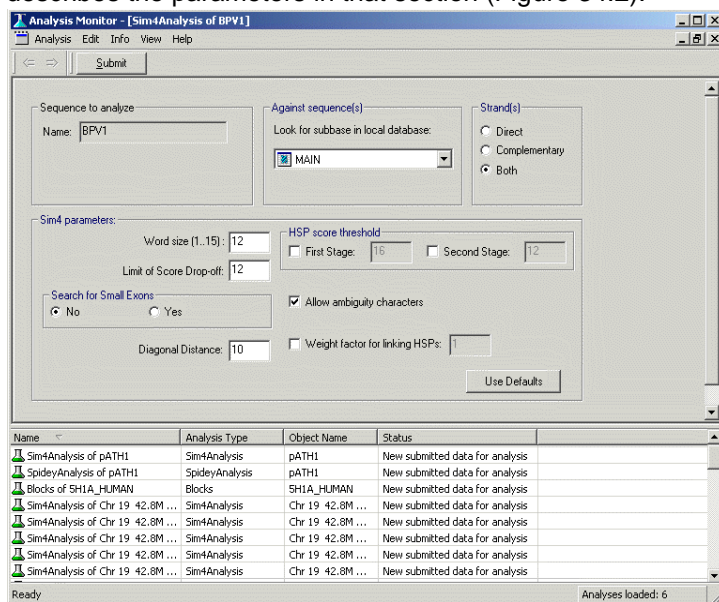 describes the parameters in that section (Figure 34.2).
Analysis Monitor - [Sim4Analysis of BPV1]
Analysis Edit Info View Help
Submit
Sequence to analyze
Name: BPV1
Against sequence(s)
Look for subbase in local database:
MAIN
Strand(s)
Direct
Complementary
Both
Sim4 parameters:
Word size (1..15) : 12
Limit of Score Drop-off: 12
HSP score threshold
First Stage: 16 Second Stage: 12
Search for Small Exons
No Yes
Allow ambiguity characters
Diagonal Distance: 10
Weight factor for linking HSPs: 1
Use Defaults
Name Analysis Type Object Name Status
Sim4Analysis of pATH1 Sim4Analysis pATH1 New submitted data for analysis
SpideyAnalysis of pATH1 SpideyAnalysis pATH1 New submitted data for analysis
Blocks of 5H1A_HUMAN Blocks 5H1A_HUMAN New submitted data for analysis
Sim4Analysis of Chr 19 42.8M ... Sim4Analysis Chr 19 42.8M ... New submitted data for analysis
Sim4Analysis of Chr 19 42.8M ... Sim4Analysis Chr 19 42.8M ... New submitted data for analysis
Sim4Analysis of Chr 19 42.8M ... Sim4Analysis Chr 19 42.8M ... New submitted data for analysis
Sim4Analysis of Chr 19 42.8M ... Sim4Analysis Chr 19 42.8M ... New submitted data for analysis
Sim4Analysis of Chr 19 42.8M ... Sim4Analysis Chr 19 42.8M ... New submitted data for analysis
Ready Analyses loaded: 6